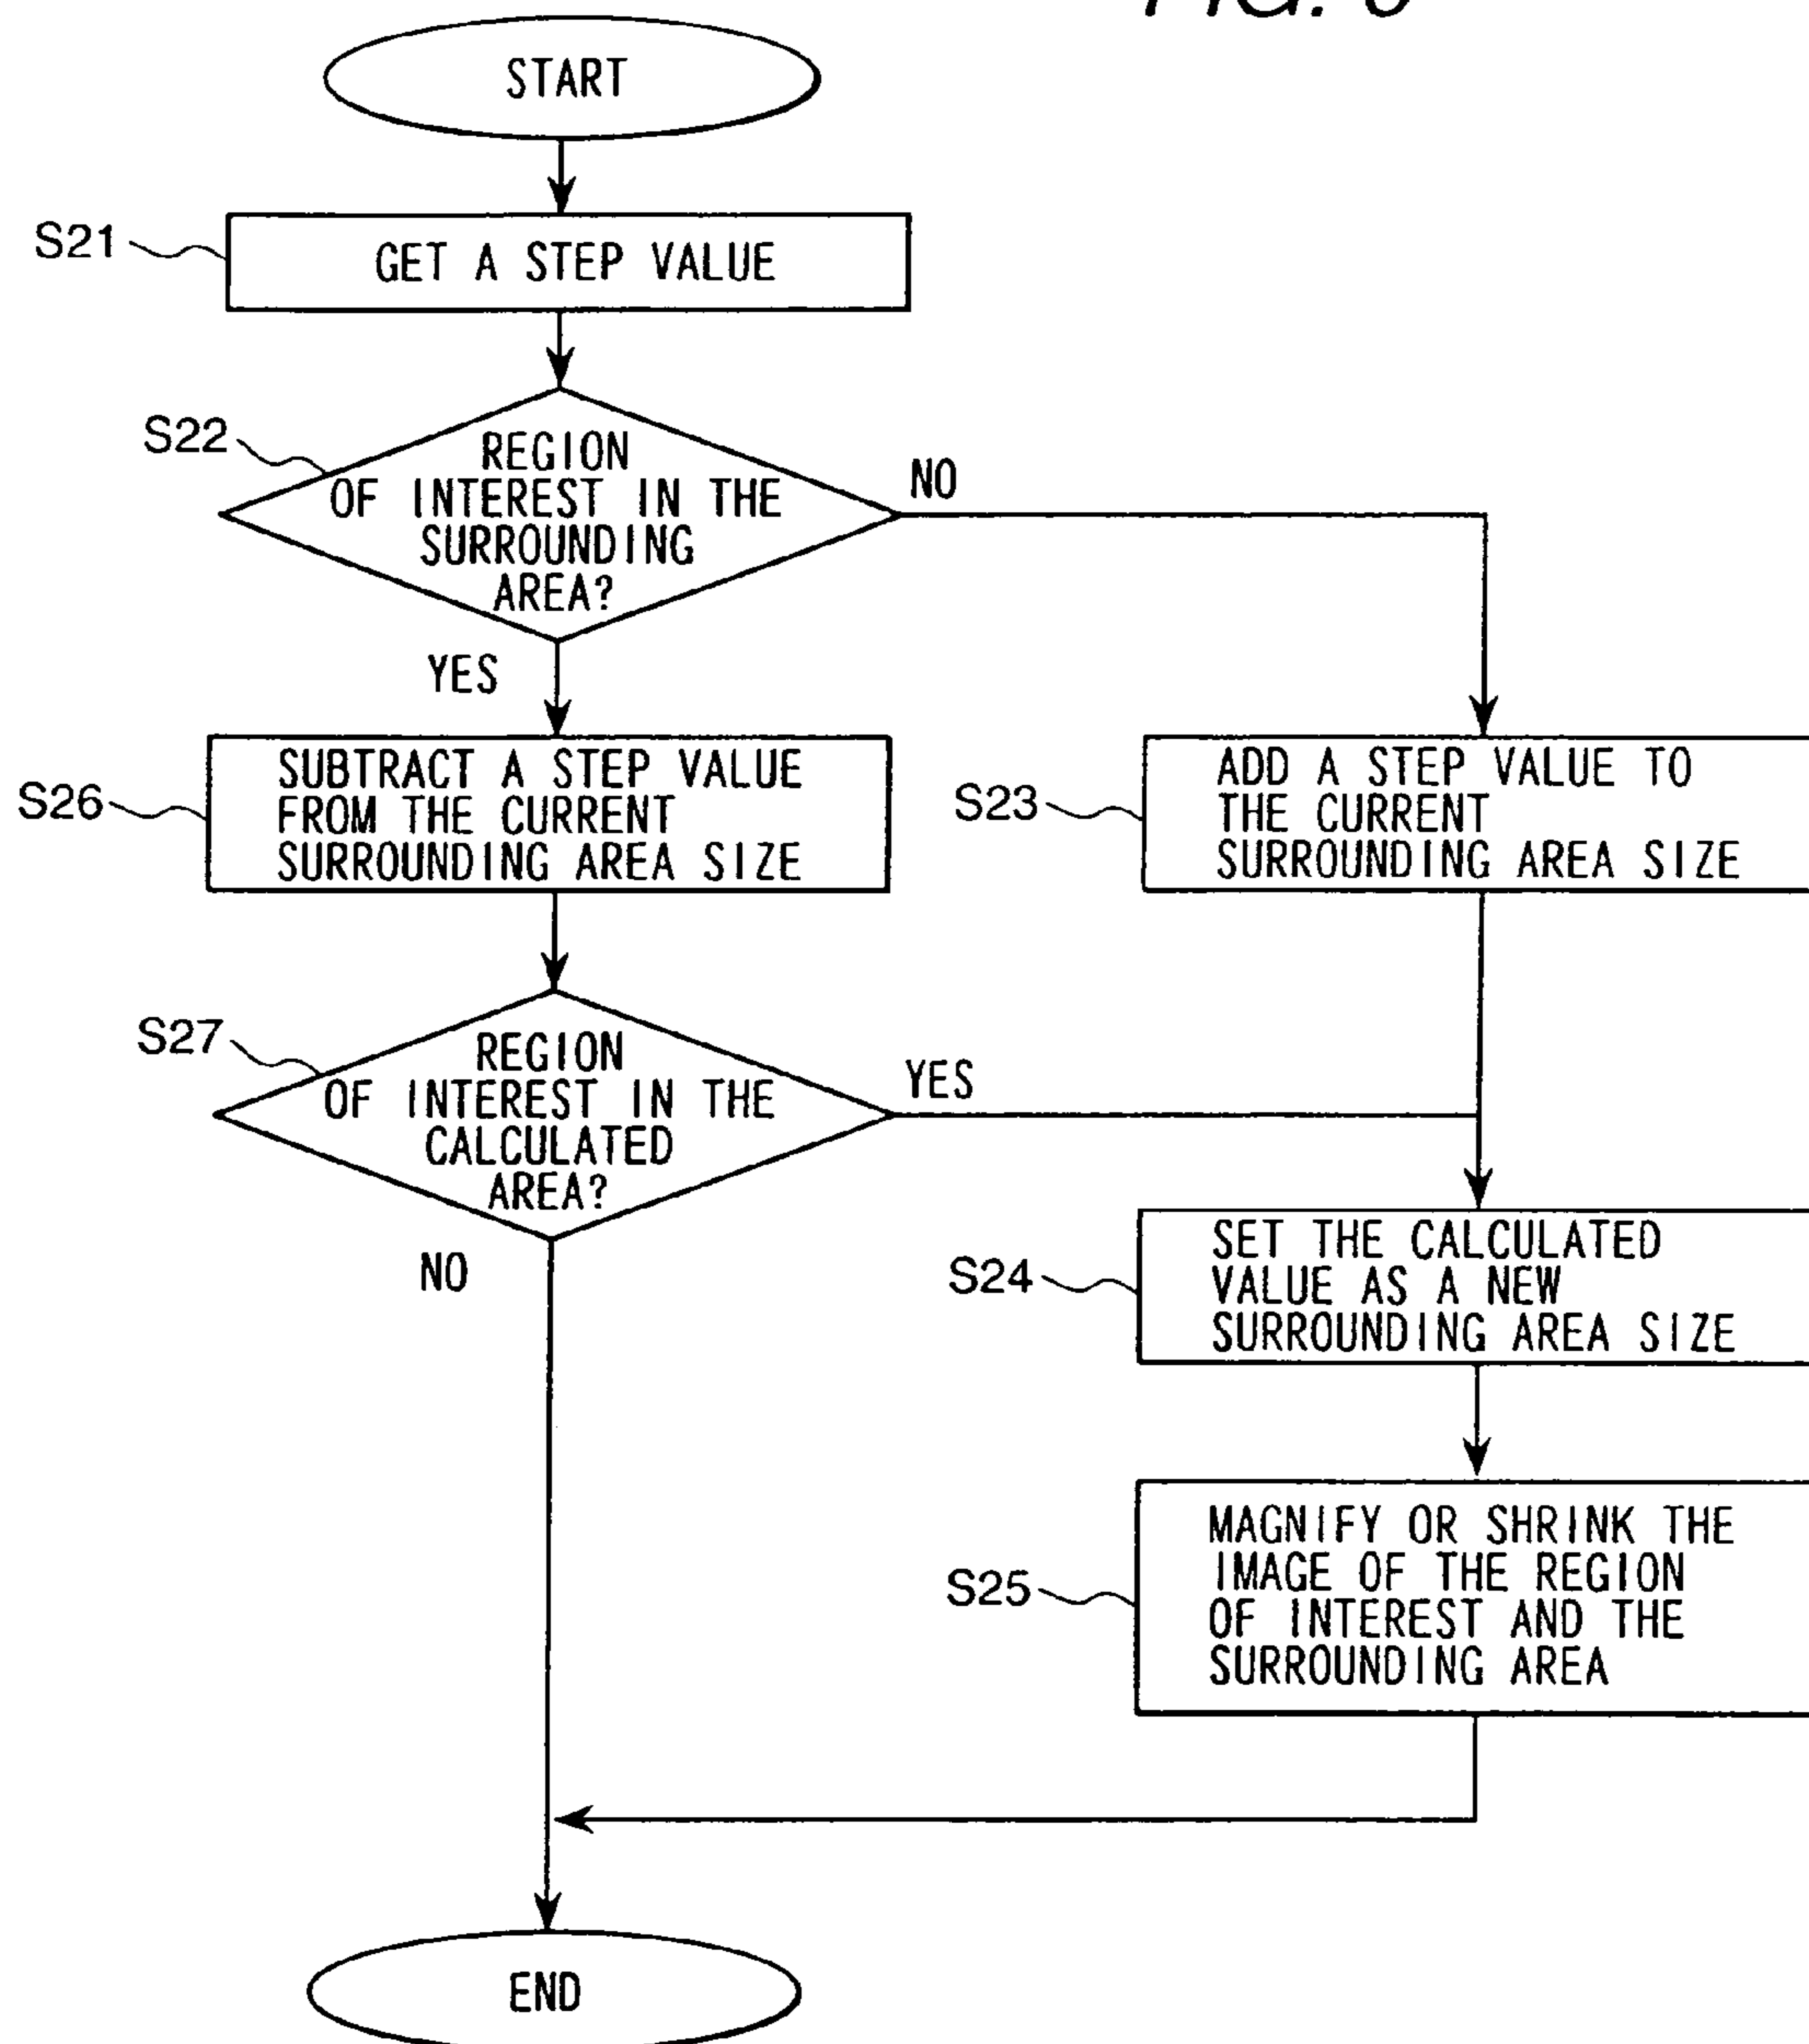 START
S21
GET A STEP VALUE
S22
REGION
OF INTEREST IN THE
SURROUNDING
AREA?
NO
YES
S26
SUBTRACT A STEP VALUE
FROM THE CURRENT
SURROUNDING AREA SIZE
S23
ADD A STEP VALUE TO
THE CURRENT
SURROUNDING AREA SIZE
S27
REGION
OF INTEREST IN THE
CALCULATED
AREA?
YES
NO
S24
SET THE CALCULATED
VALUE AS A NEW
SURROUNDING AREA SIZE
S25
MAGNIFY OR SHRINK THE
IMAGE OF THE REGION
OF INTEREST AND THE
SURROUNDING AREA
END